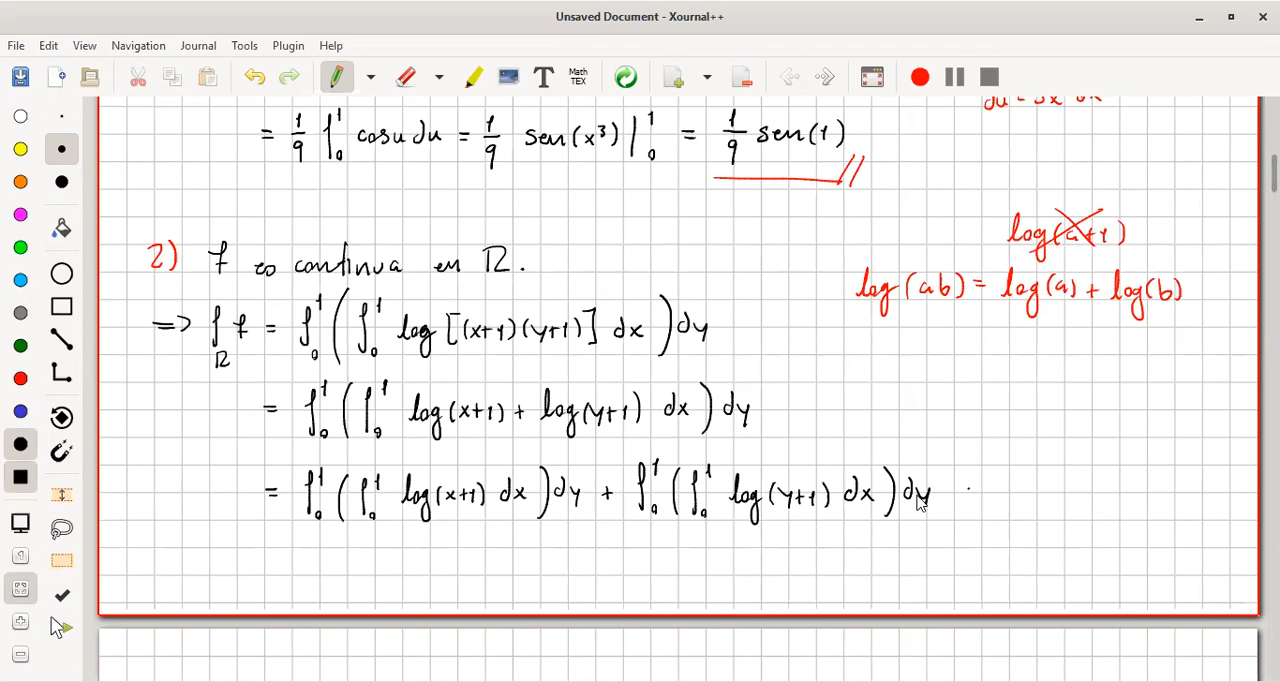 Unsaved Document - Xournal++
File Edit View Navigation Journal Tools Plugin Help
T Math TEX
= 1/9 ∫₀¹ cosu du = 1/9 sen(x³) |₀¹ = 1/9 sen(1) //
log(a+1)
2) f es continua en R.
log(ab) = log(a) + log(b)
=> ∫_R f = ∫₀¹ (∫₀¹ log[(x+1)(y+1)] dx) dy
= ∫₀¹ (∫₀¹ log(x+1) + log(y+1) dx) dy
= ∫₀¹ (∫₀¹ log(x+1) dx) dy + ∫₀¹ (∫₀¹ log(y+1) dx) dy